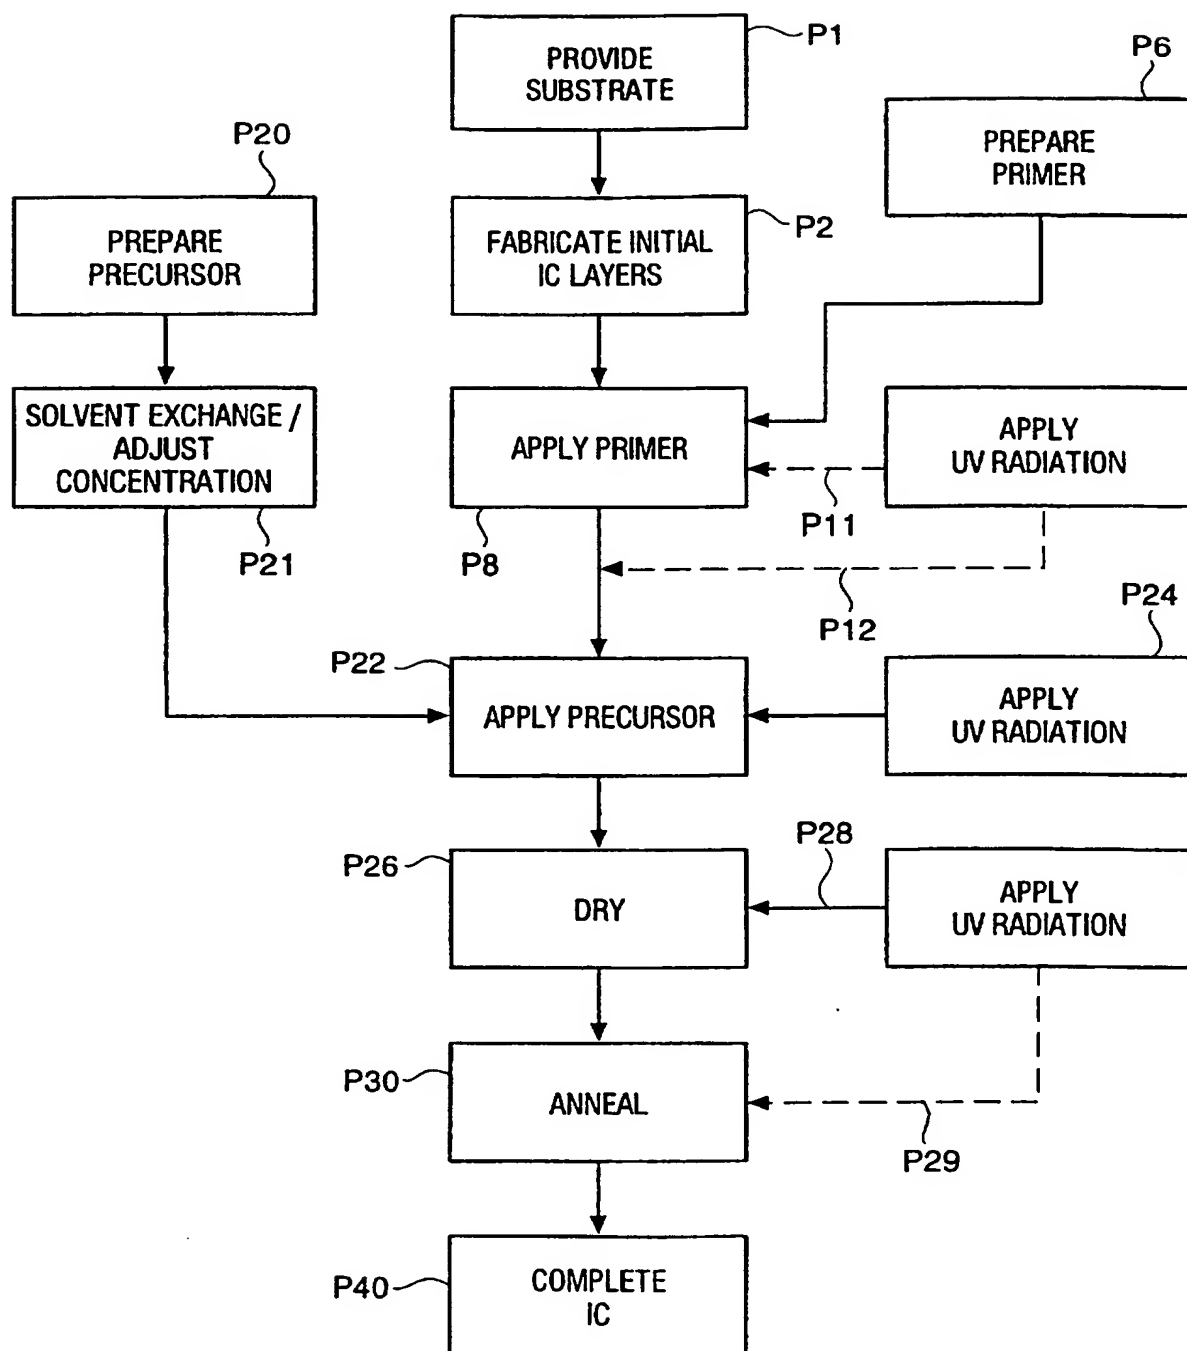 P1
PROVIDE
SUBSTRATE
P6
PREPARE
PRIMER
P20
PREPARE
PRECURSOR
P2
FABRICATE INITIAL
IC LAYERS
SOLVENT EXCHANGE /
ADJUST
CONCENTRATION
P21
APPLY PRIMER
P8
APPLY
UV RADIATION
P11
P12
P24
P22
APPLY PRECURSOR
APPLY
UV RADIATION
P26
DRY
P28
APPLY
UV RADIATION
P30
ANNEAL
P29
P40
COMPLETE
IC